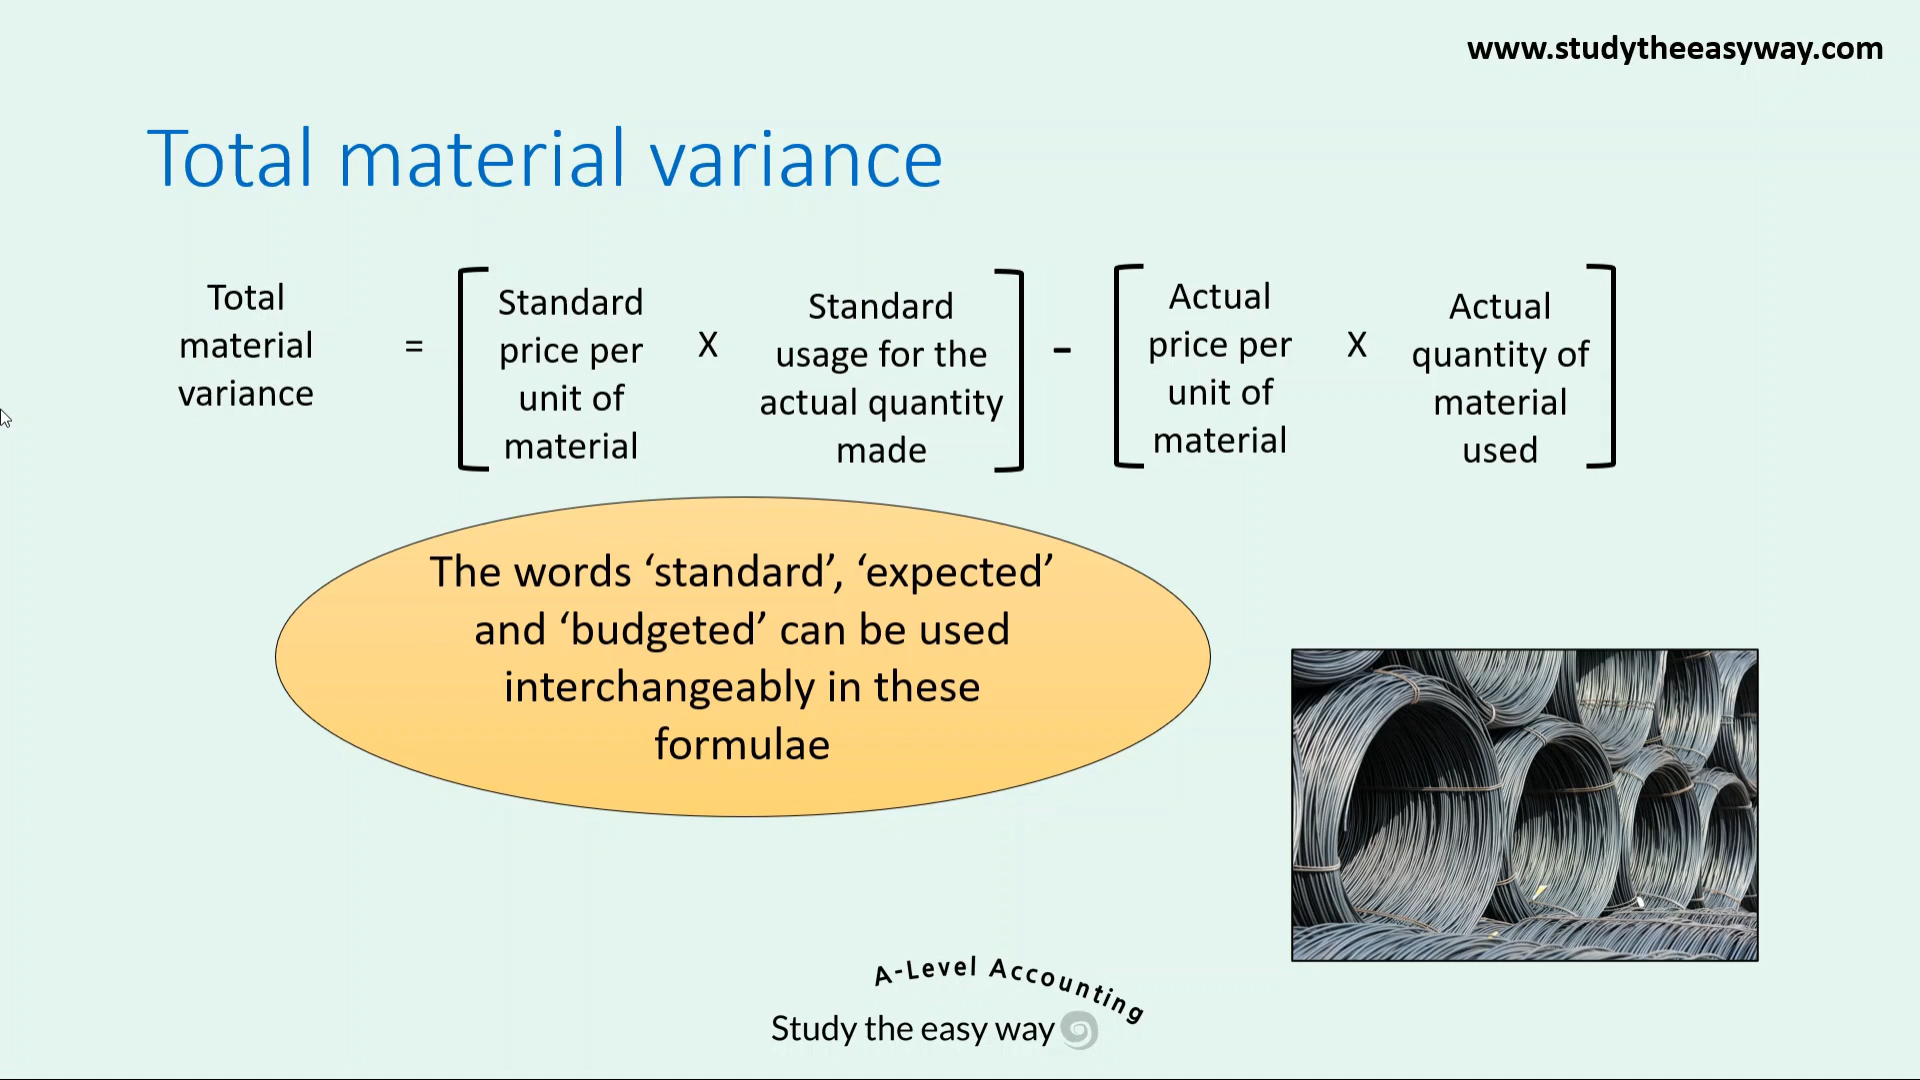 www.studytheeasyway.com
Total material variance
Total
material
variance
=
Standard
price per
unit of
material
X
Standard
usage for the
actual quantity
made
-
Actual
price per
unit of
material
X
Actual
quantity of
material
used
The words ‘standard’, ‘expected’
and ‘budgeted’ can be used
interchangeably in these
formulae
A-Level Accounting
Study the easy way